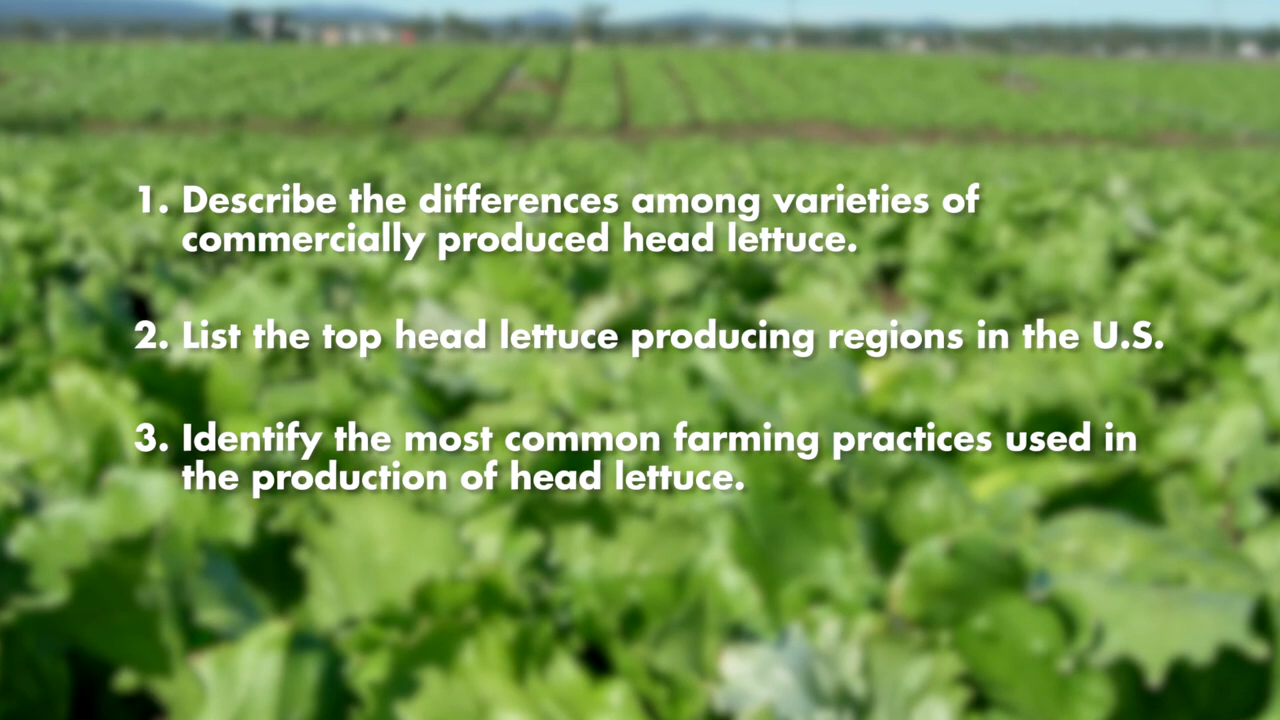 1. Describe the differences among varieties of
commercially produced head lettuce.
2. List the top head lettuce producing regions in the U.S.
3. Identify the most common farming practices used in
the production of head lettuce.